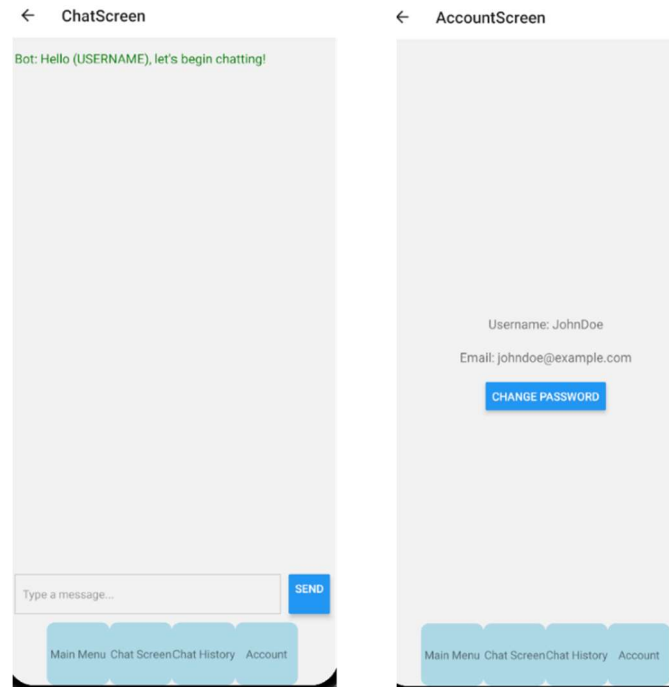 ← ChatScreen
Bot: Hello (USERNAME), let's begin chatting!
Type a message...
SEND
Main Menu Chat Screen Chat History Account
← AccountScreen
Username: JohnDoe
Email: johndoe@example.com
CHANGE PASSWORD
Main Menu Chat Screen Chat History Account